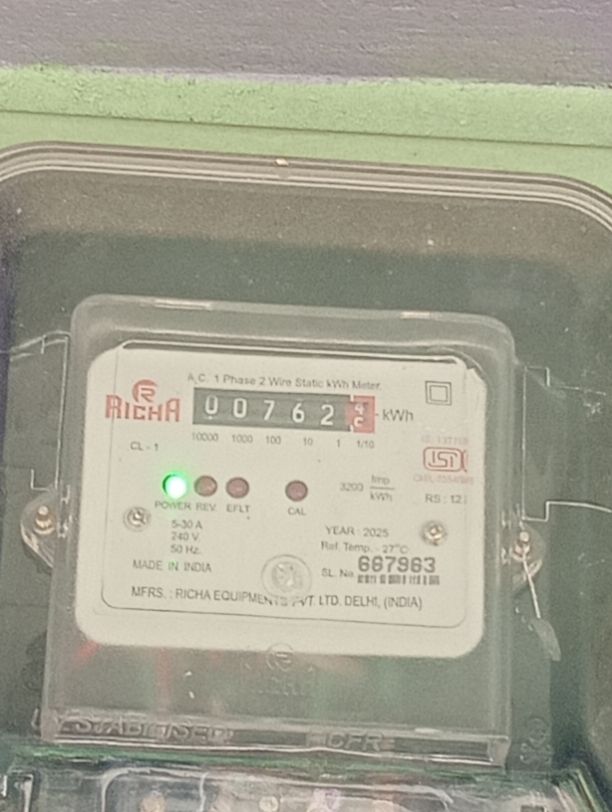 A.C. 1 Phase 2 Wire Static kWh Meter.
R
RICHA
0 0 7 6 2 kWh
10000 1000 100 10 1 1/10
CL - 1
ISI
3200 Imp/kWh
RS : 12
POWER REV. EFLT CAL
5-30 A
240 V.
50 Hz.
YEAR : 2025
Ref. Temp. - 27°C
MADE IN INDIA
SL. No. 667963
MFRS. : RICHA EQUIPMENTS PVT. LTD. DELHI, (INDIA)